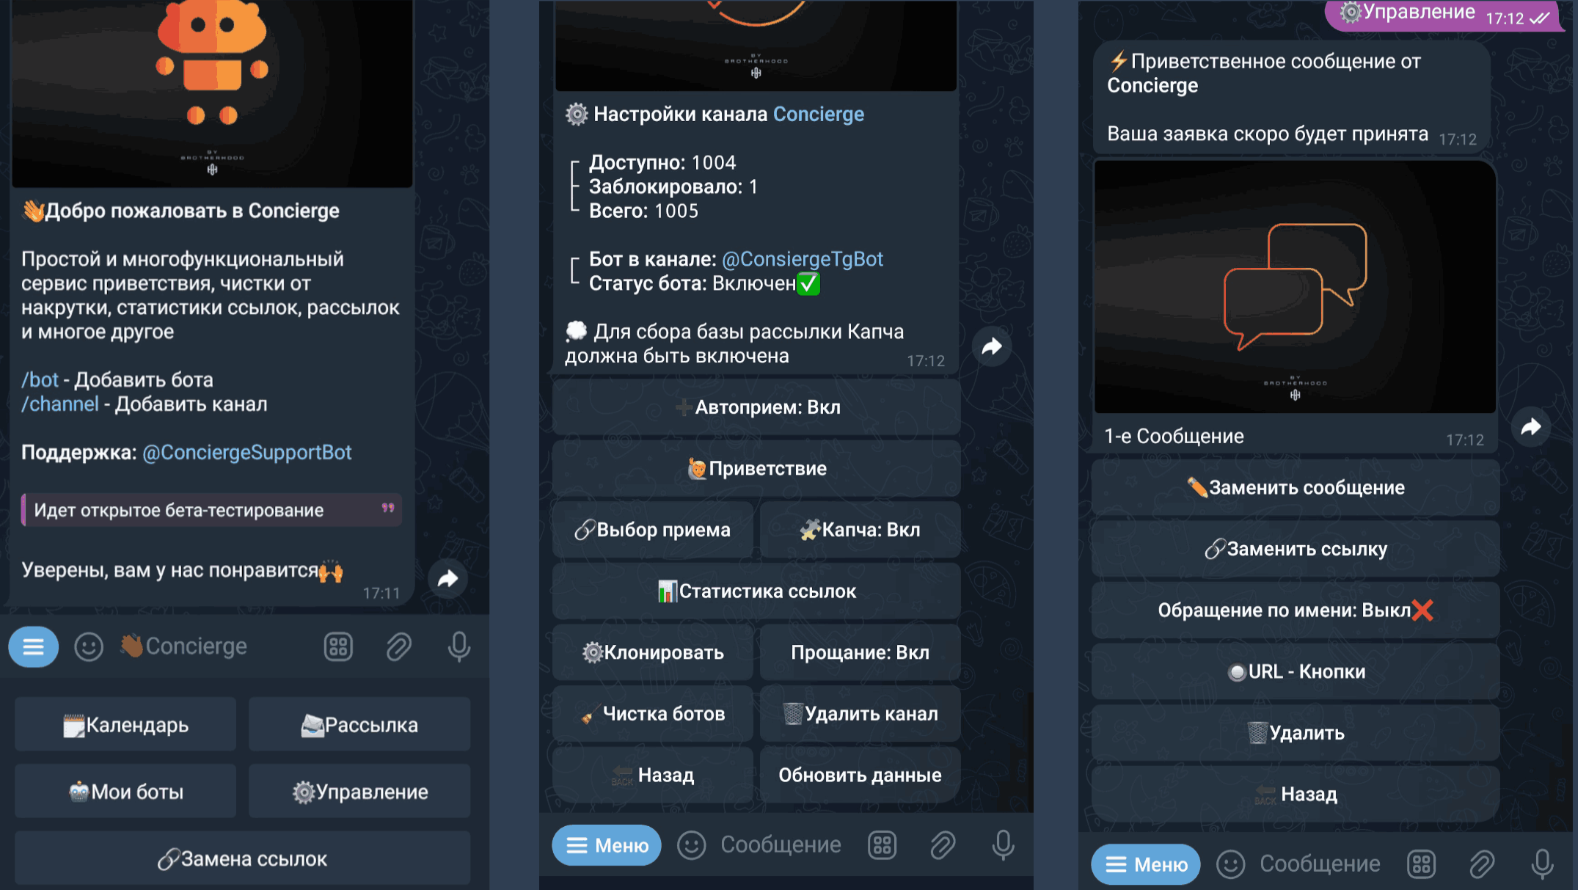 BY
BROTHERHOOD
👋Добро пожаловать в Concierge
Простой и многофункциональный
сервис приветствия, чистки от
накрутки, статистики ссылок, рассылок
и многое другое
/bot - Добавить бота
/channel - Добавить канал
Поддержка: @ConciergeSupportBot
Идет открытое бета-тестирование
Уверены, вам у нас понравится🙌
17:11
👋Concierge
Календарь
Рассылка
Мои боты
Управление
Замена ссылок
BY
BROTHERHOOD
Настройки канала Concierge
Доступно: 1004
Заблокировало: 1
Всего: 1005
Бот в канале: @ConsiergeTgBot
Статус бота: Включен✅
Для сбора базы рассылки Капча
должна быть включена
17:12
Автоприем: Вкл
Приветствие
Выбор приема
Капча: Вкл
Статистика ссылок
Клонировать
Прощание: Вкл
Чистка ботов
Удалить канал
BACK Назад
Обновить данные
Меню
Сообщение
Управление 17:12
⚡Приветственное сообщение от
Concierge
Ваша заявка скоро будет принята 17:12
BY
BROTHERHOOD
1-е Сообщение 17:12
Заменить сообщение
Заменить ссылку
Обращение по имени: Выкл❌
URL - Кнопки
Удалить
BACK Назад
Меню
Сообщение